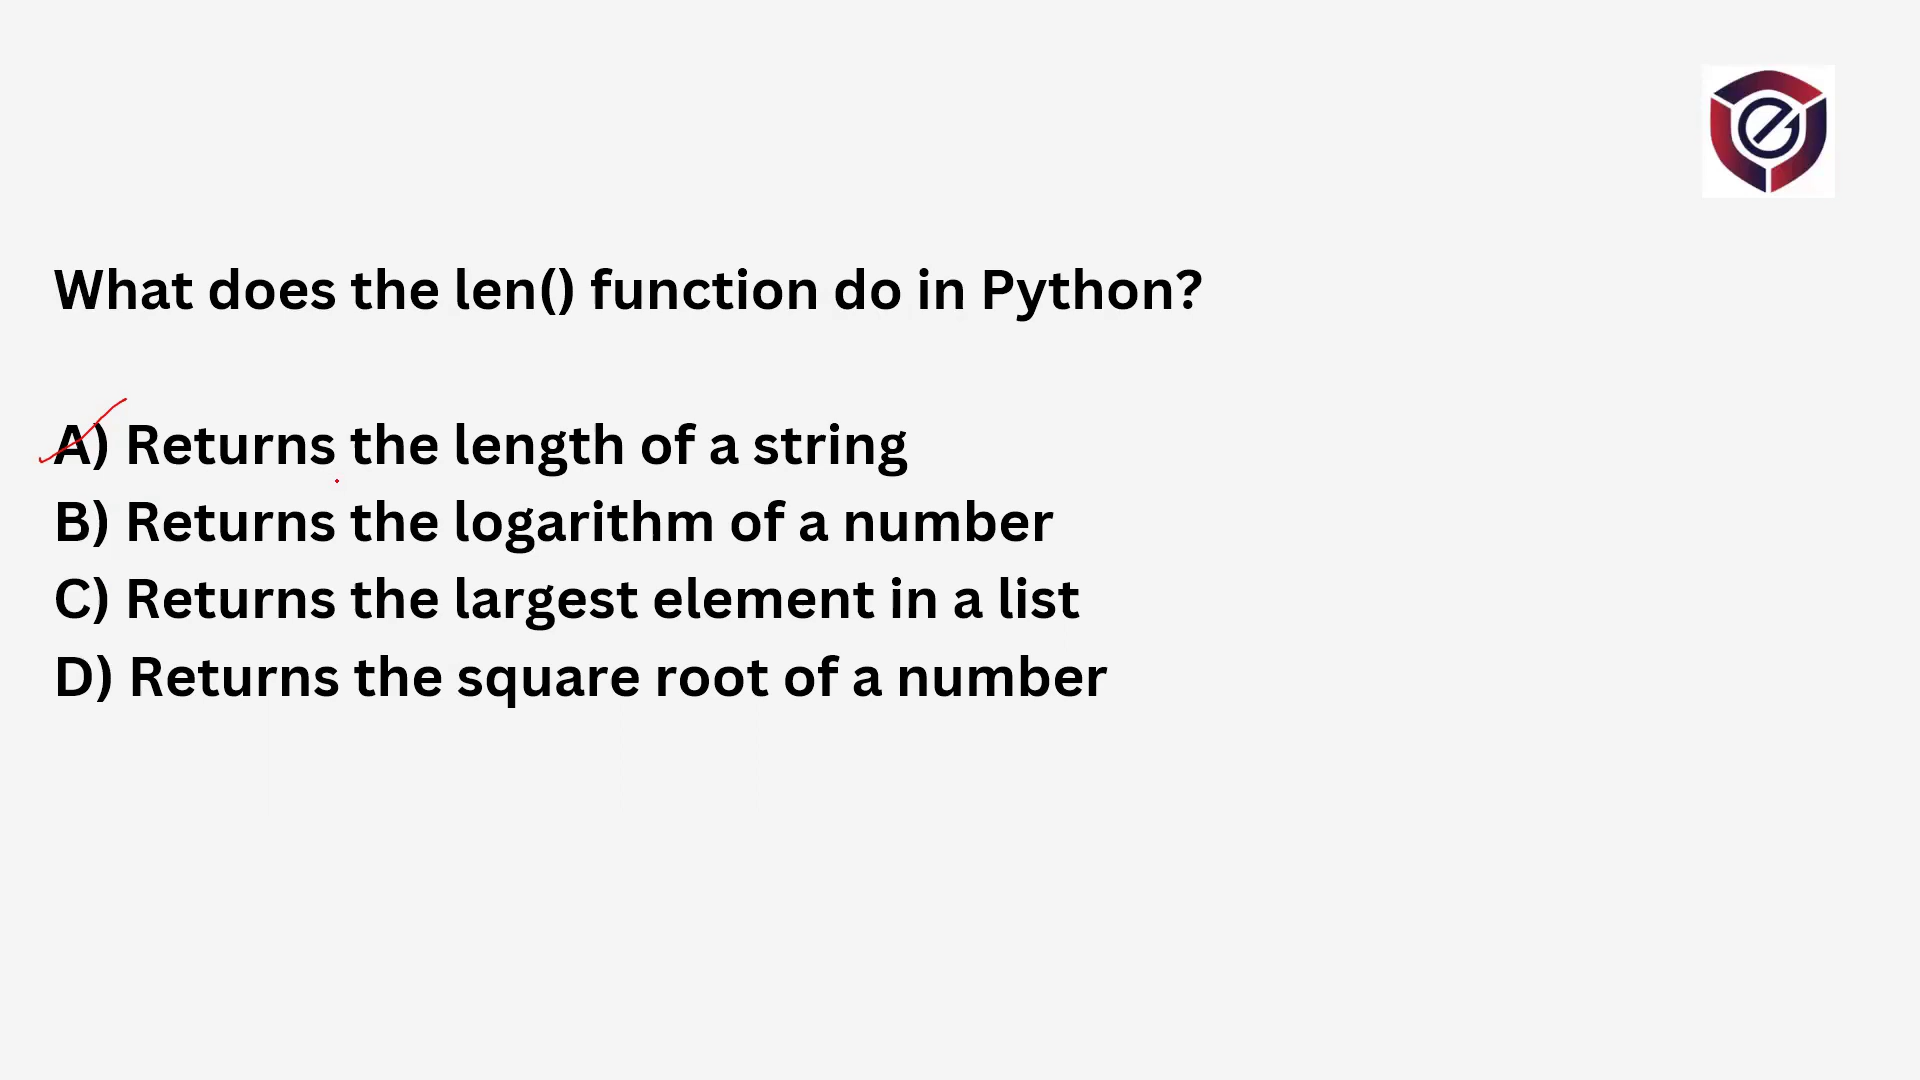 What does the len() function do in Python?
A) Returns the length of a string
B) Returns the logarithm of a number
C) Returns the largest element in a list
D) Returns the square root of a number